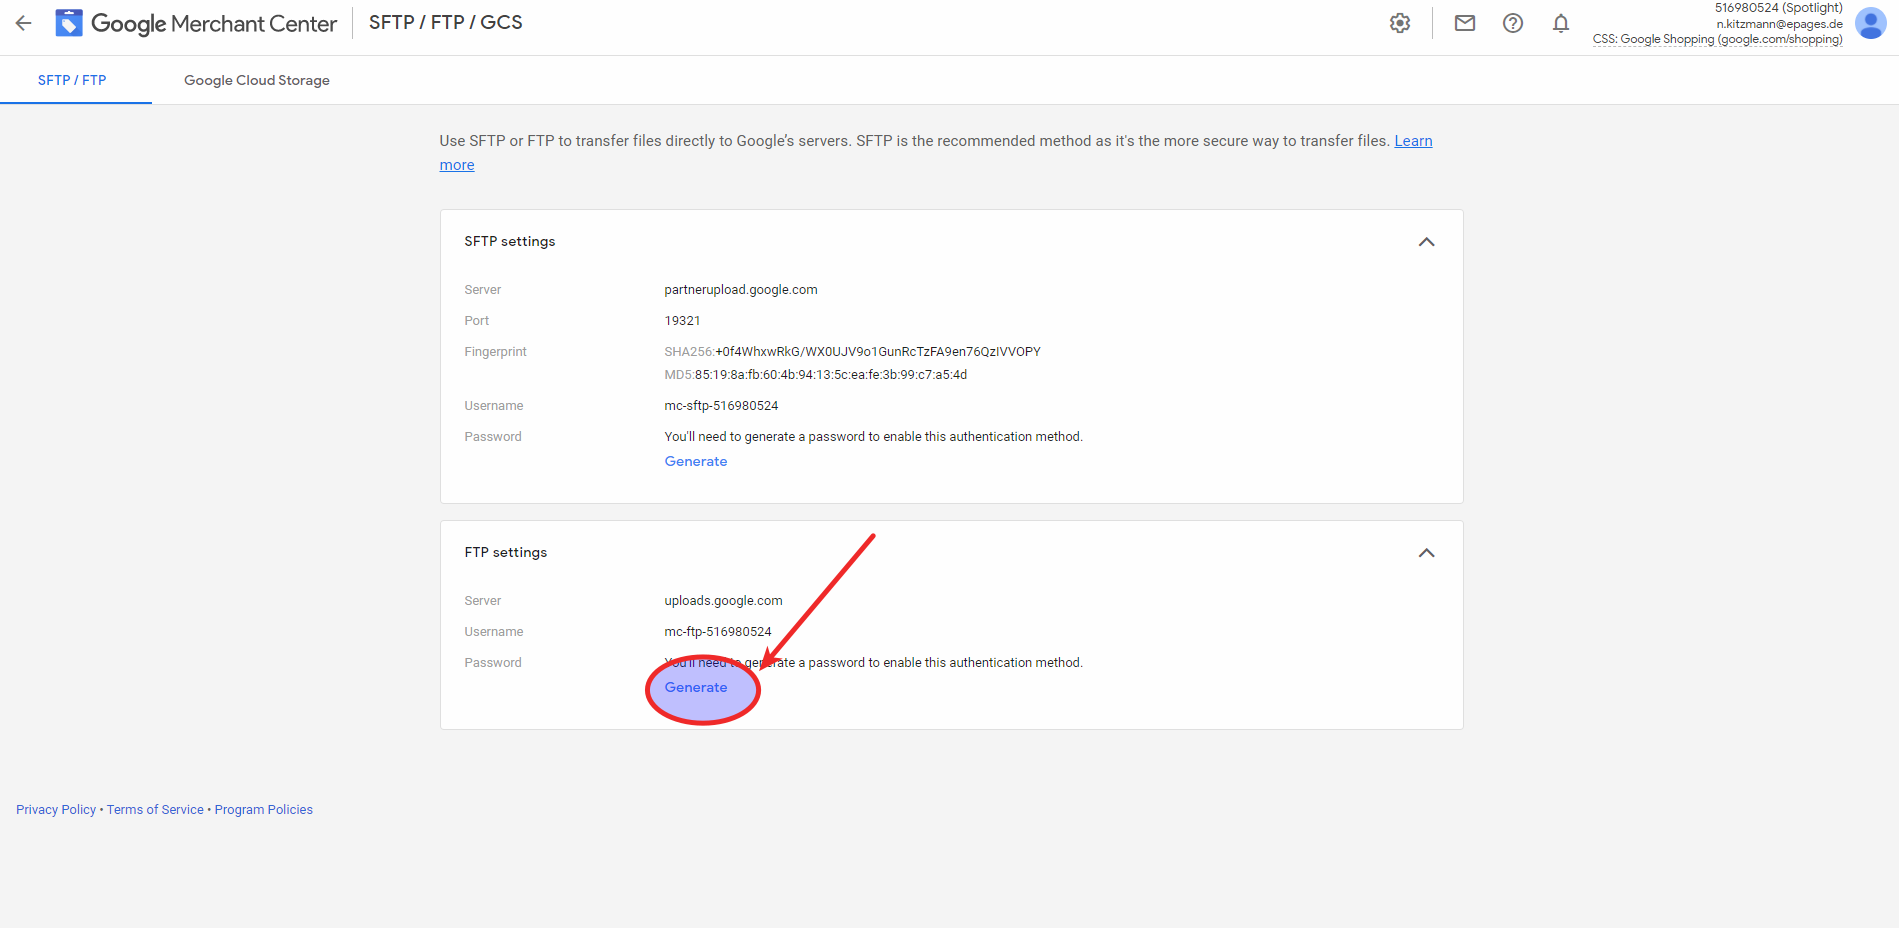 Google Merchant Center
SFTP / FTP / GCS
516980524 (Spotlight)
n.kitzmann@epages.de
CSS: Google Shopping (google.com/shopping)
SFTP / FTP
Google Cloud Storage
Use SFTP or FTP to transfer files directly to Google’s servers. SFTP is the recommended method as it's the more secure way to transfer files. Learn
more
SFTP settings
Server
partnerupload.google.com
Port
19321
Fingerprint
SHA256:+0f4WhxwRkG/WX0UJV9o1GunRcTzFA9en76QzIVVOPY
MD5:85:19:8a:fb:60:4b:94:13:5c:ea:fe:3b:99:c7:a5:4d
Username
mc-sftp-516980524
Password
You'll need to generate a password to enable this authentication method.
Generate
FTP settings
Server
uploads.google.com
Username
mc-ftp-516980524
Password
You'll need to generate a password to enable this authentication method.
Generate
Privacy Policy • Terms of Service • Program Policies